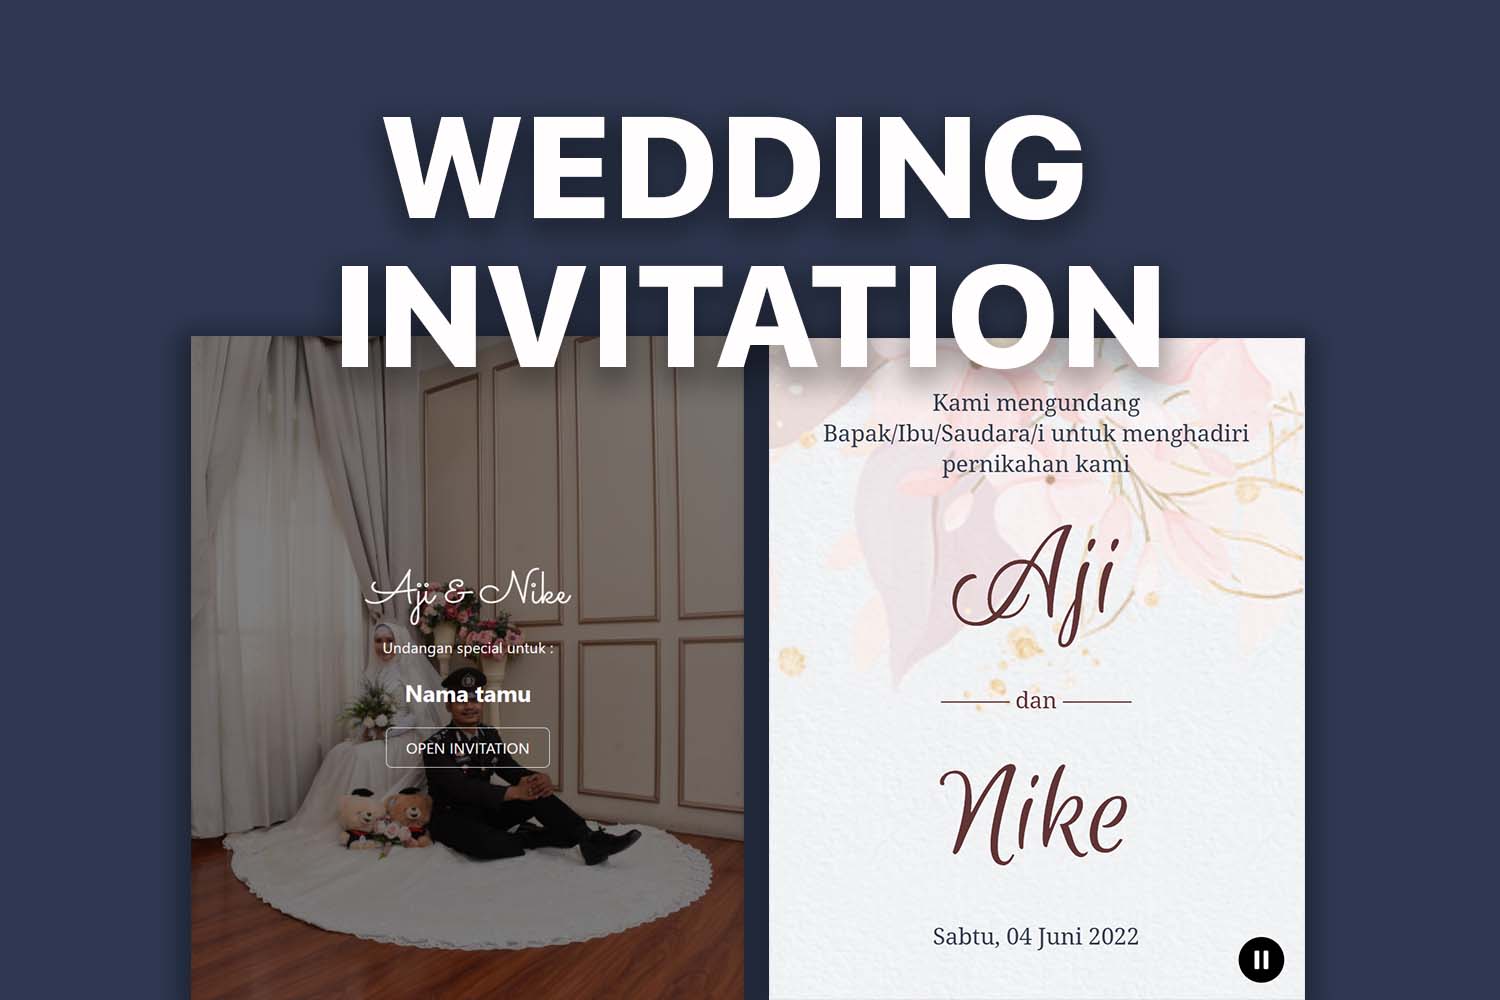 WEDDING
INVITATION
Aji & Nike
Undangan special untuk :
Nama tamu
OPEN INVITATION
Kami mengundang
Bapak/Ibu/Saudara/i untuk menghadiri
pernikahan kami
Aji
dan
Nike
Sabtu, 04 Juni 2022